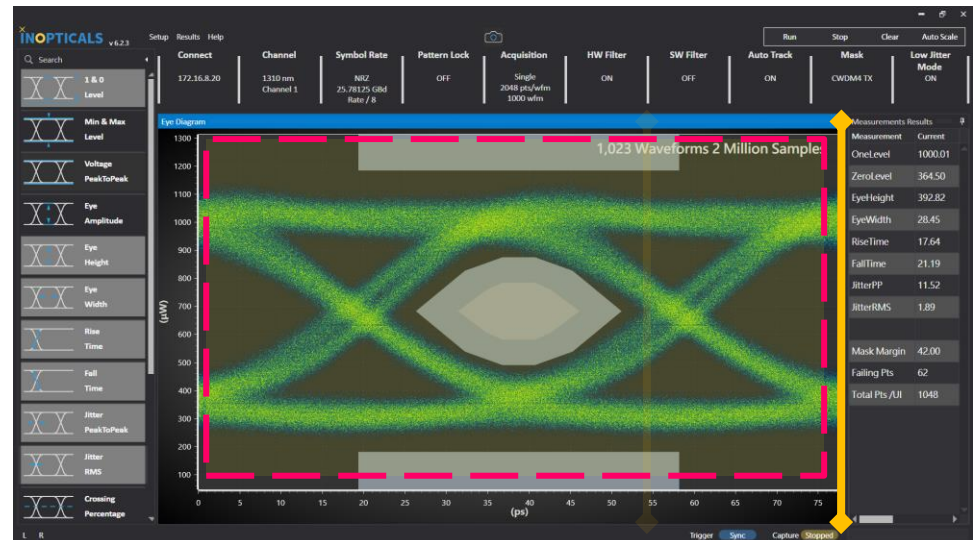 INOPTICALS v 6.2.3
Setup Results Help
Run Stop Clear Auto Scale
Search
Connect Channel Symbol Rate Pattern Lock Acquisition HW Filter SW Filter Auto Track Mask Low Jitter Mode
172.16.8.20
1310 nm
Channel 1
NRZ
25.78125 GBd
Rate / 8
OFF
Single
2048 pts/wfm
1000 wfm
ON
OFF
ON
CWDM4 TX
ON
1 & 0
Level
Min & Max
Level
Voltage
PeakToPeak
Eye
Amplitude
Eye
Height
Eye
Width
Rise
Time
Fall
Time
Jitter
PeakToPeak
Jitter
RMS
Crossing
Percentage
Eye Diagram
1,023 Waveforms 2 Million Samples
1300
1200
1100
1000
900
800
700
600
500
400
300
200
100
(μW)
0 5 10 15 20 25 30 35 40 45 50 55 60 65 70 75
(ps)
Measurements Results
Measurement Current
OneLevel 1000.01
ZeroLevel 364.50
EyeHeight 392.82
EyeWidth 28.45
RiseTime 17.64
FallTime 21.19
JitterPP 11.52
JitterRMS 1.89
Mask Margin 42.00
Failing Pts 62
Total Pts /UI 1048
L R
Trigger Sync Capture Stopped